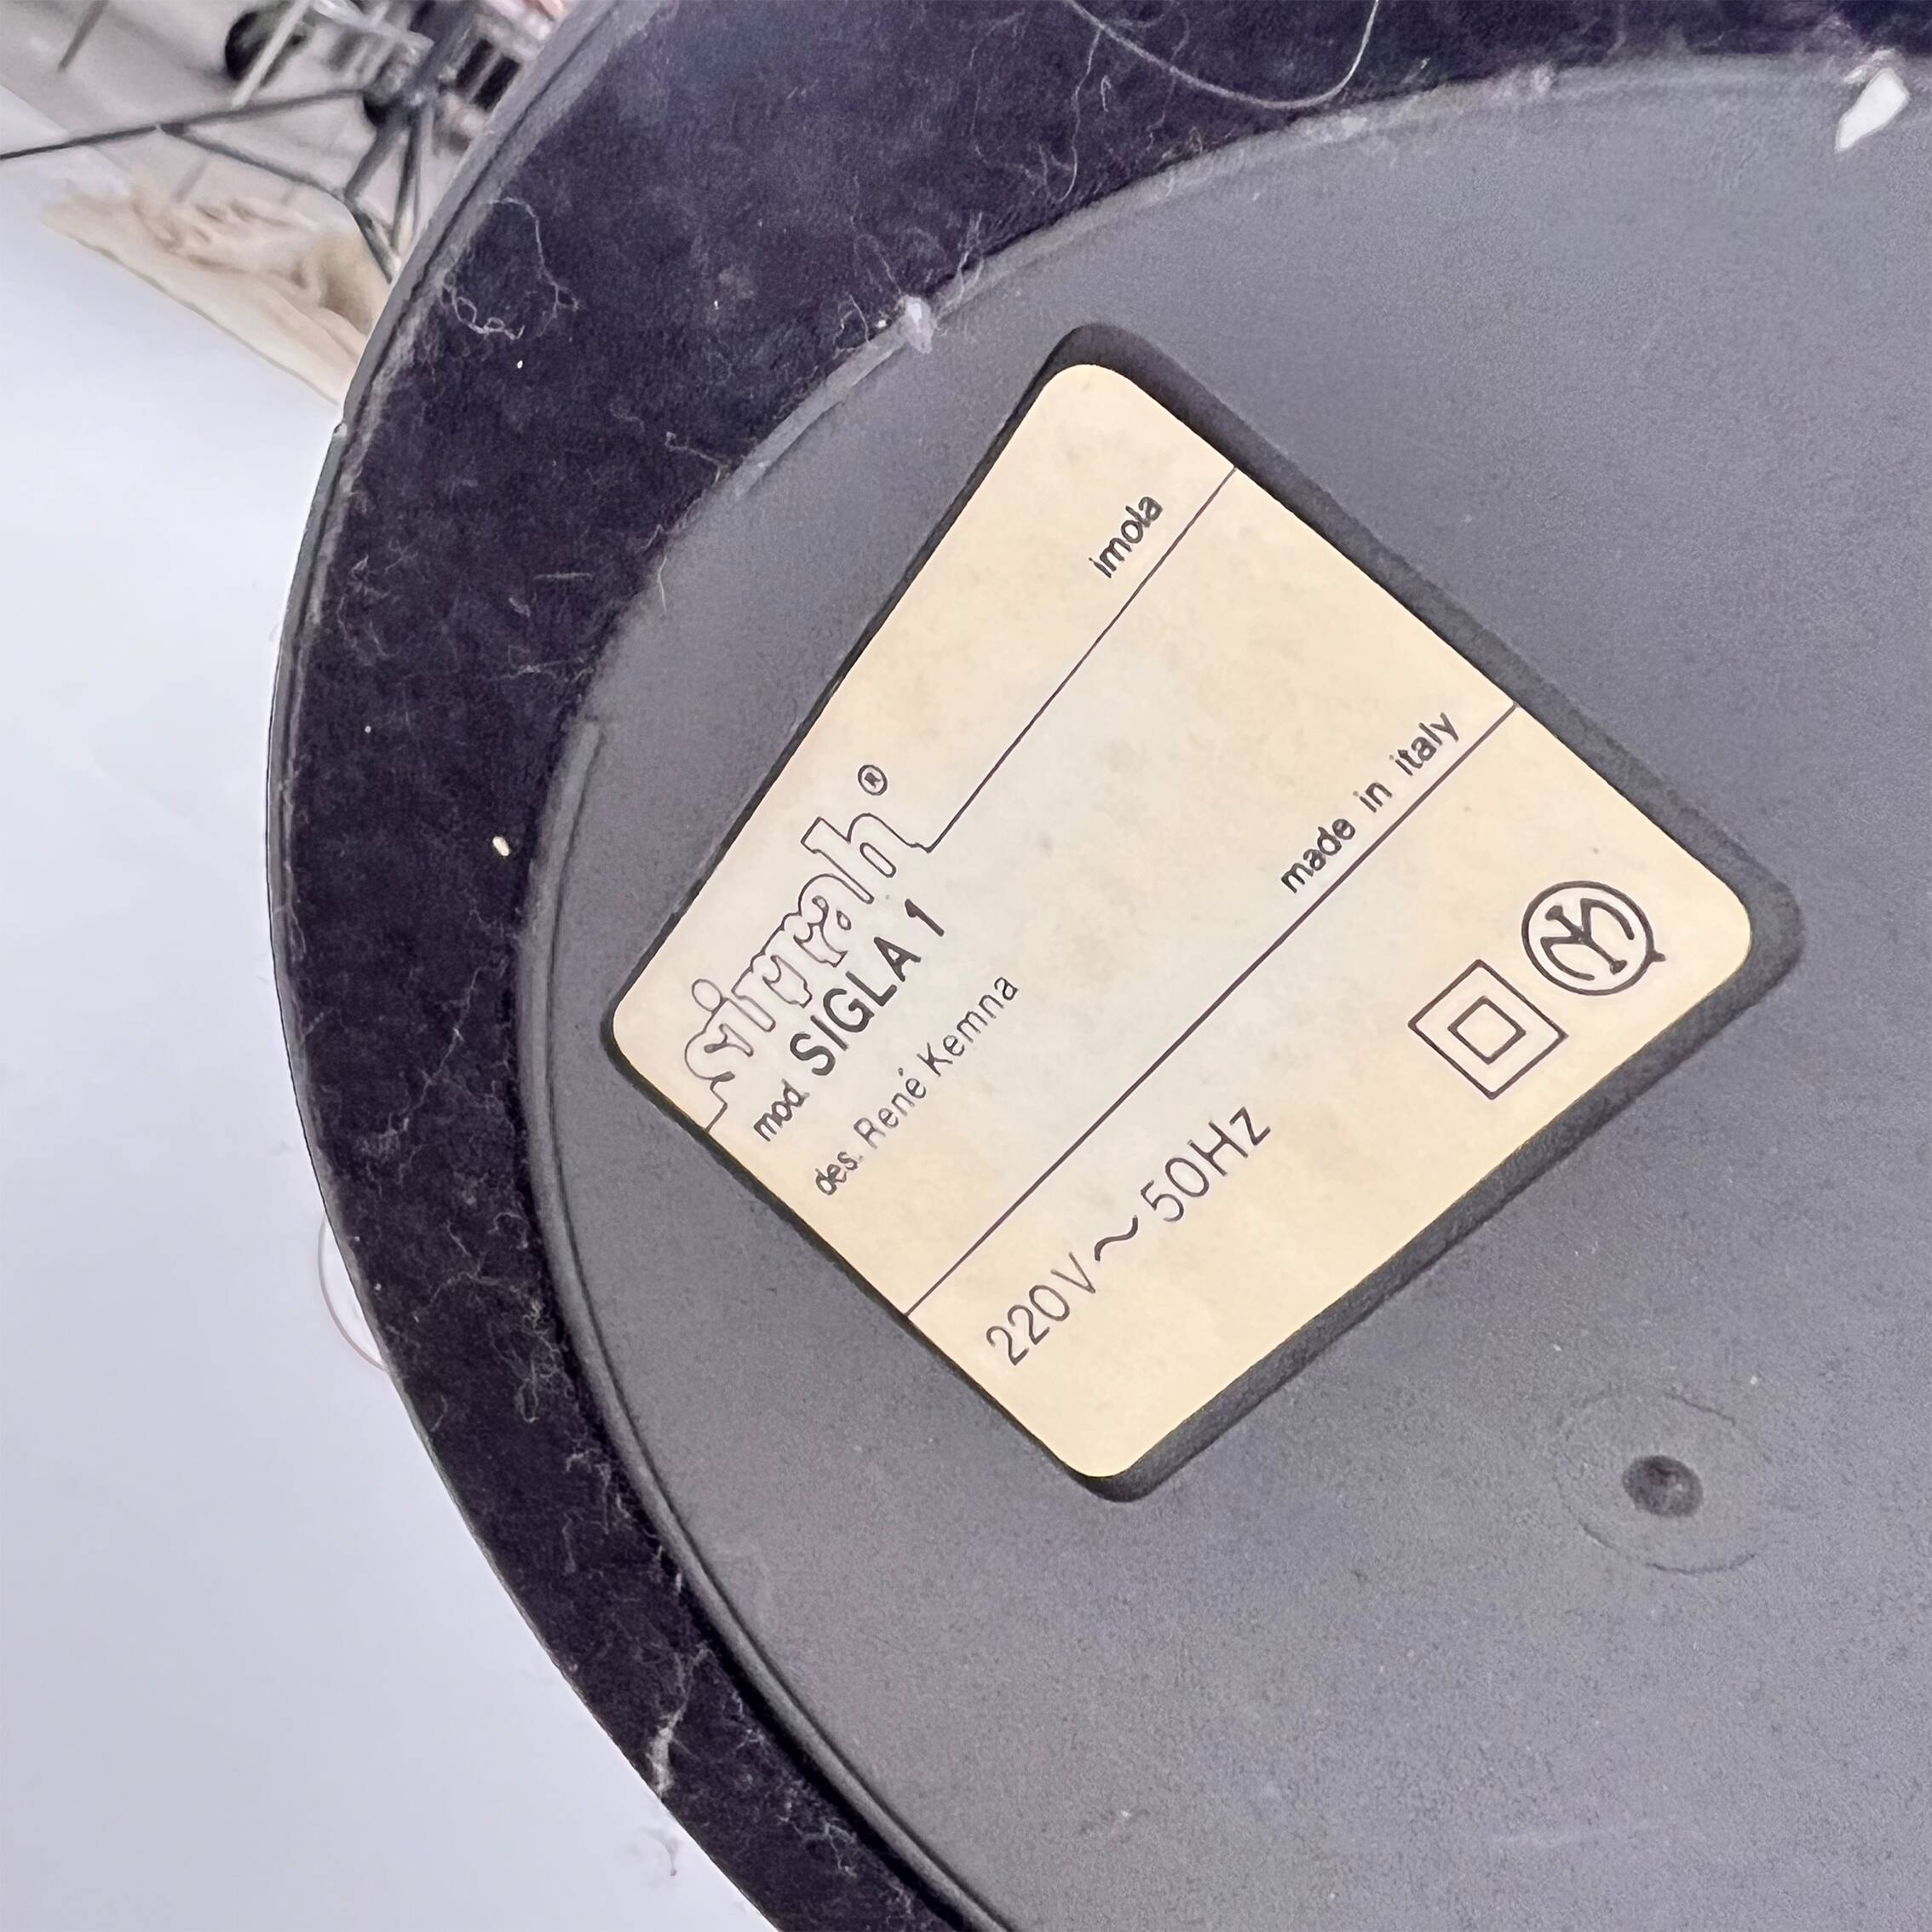 sirrah®
imola
mod. SIGLA 1
des. René Kemna
made in italy
220V ~ 50Hz